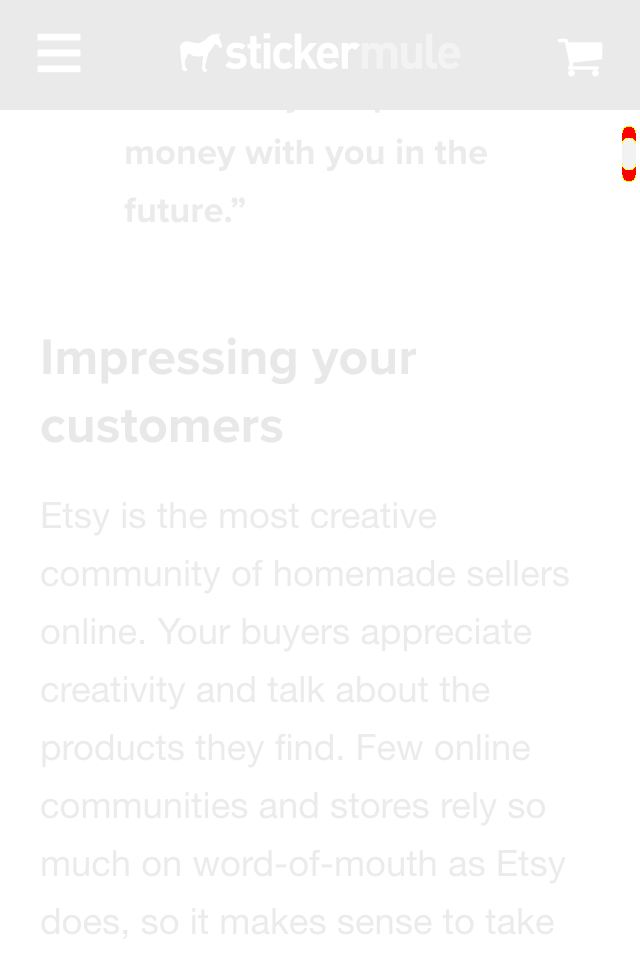 stickermule
money with you in the
future.”
Impressing your
customers
Etsy is the most creative
community of homemade sellers
online. Your buyers appreciate
creativity and talk about the
products they find. Few online
communities and stores rely so
much on word-of-mouth as Etsy
does, so it makes sense to take